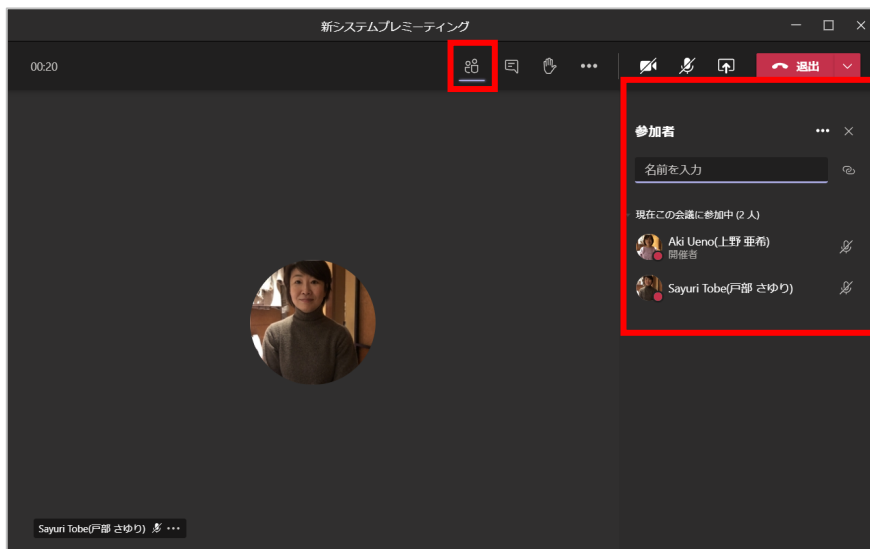 新システムプレミーティング
00:20
退出
参加者
名前を入力
現在この会議に参加中 (2 人)
Aki Ueno(上野 亜希)
開催者
Sayuri Tobe(戸部 さゆり)
Sayuri Tobe(戸部 さゆり)